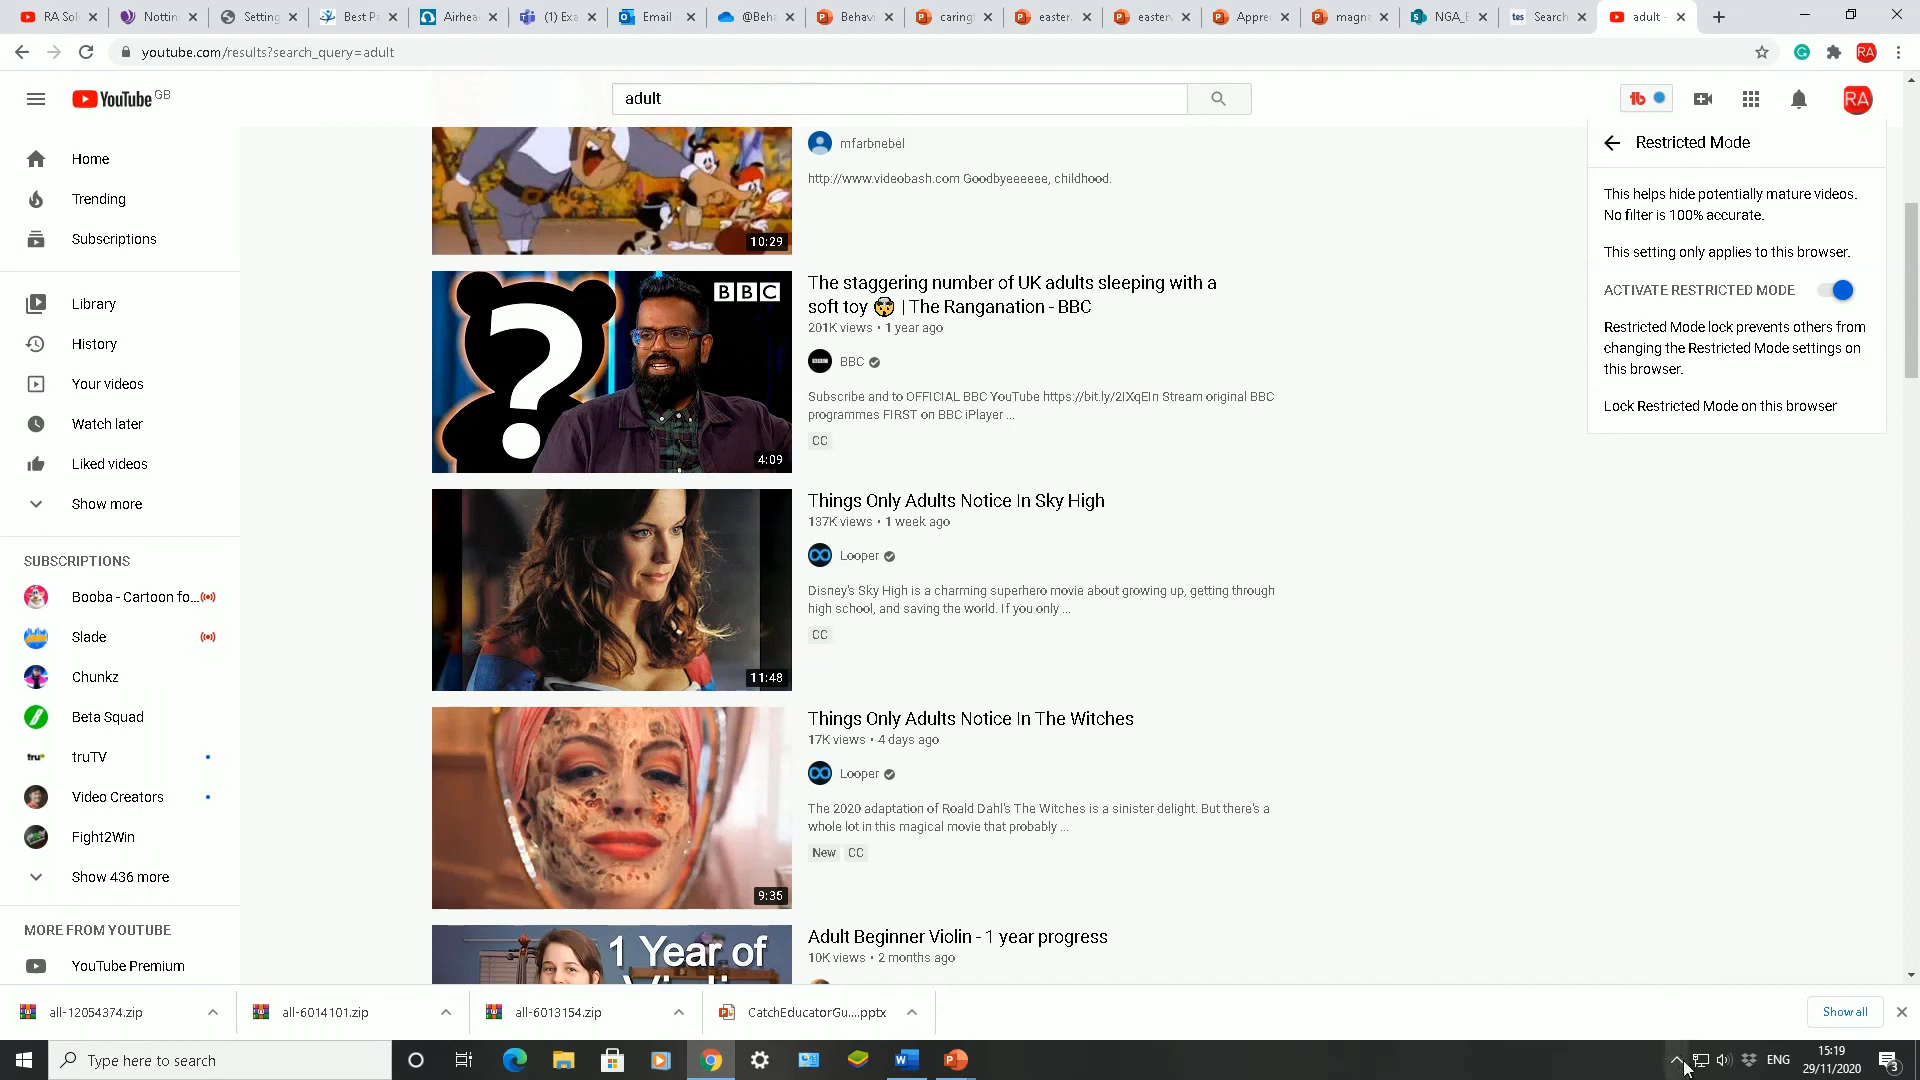 RA Sol
Nottin
Setting
Best P
Airhea
(1) Exa
Email
@Beha
Behavi
caring
easter
easter
Appre
magn
NGA_E
tes
Search
adult -
youtube.com/results?search_query=adult
RA
YouTube GB
adult
RA
Home
Trending
Subscriptions
Library
History
Your videos
Watch later
Liked videos
Show more
SUBSCRIPTIONS
Booba - Cartoon fo...
Slade
Chunkz
Beta Squad
tru
truTV
Video Creators
Fight2Win
Show 436 more
MORE FROM YOUTUBE
YouTube Premium
10:29
mfarbnebel
http://www.videobash.com Goodbyeeeeee, childhood.
BBC
?
4:09
The staggering number of UK adults sleeping with a
soft toy 🤯 | The Ranganation - BBC
201K views • 1 year ago
BBC
Subscribe and to OFFICIAL BBC YouTube https://bit.ly/2IXqEIn Stream original BBC
programmes FIRST on BBC iPlayer ...
CC
11:48
Things Only Adults Notice In Sky High
137K views • 1 week ago
Looper
Disney's Sky High is a charming superhero movie about growing up, getting through
high school, and saving the world. If you only ...
CC
9:35
Things Only Adults Notice In The Witches
17K views • 4 days ago
Looper
The 2020 adaptation of Roald Dahl's The Witches is a sinister delight. But there's a
whole lot in this magical movie that probably ...
New CC
1 Year of
Adult Beginner Violin - 1 year progress
10K views • 2 months ago
Restricted Mode
This helps hide potentially mature videos.
No filter is 100% accurate.
This setting only applies to this browser.
ACTIVATE RESTRICTED MODE
Restricted Mode lock prevents others from
changing the Restricted Mode settings on
this browser.
Lock Restricted Mode on this browser
all-12054374.zip
all-6014101.zip
all-6013154.zip
CatchEducatorGu....pptx
Show all
Type here to search
ENG
15:19
29/11/2020
3